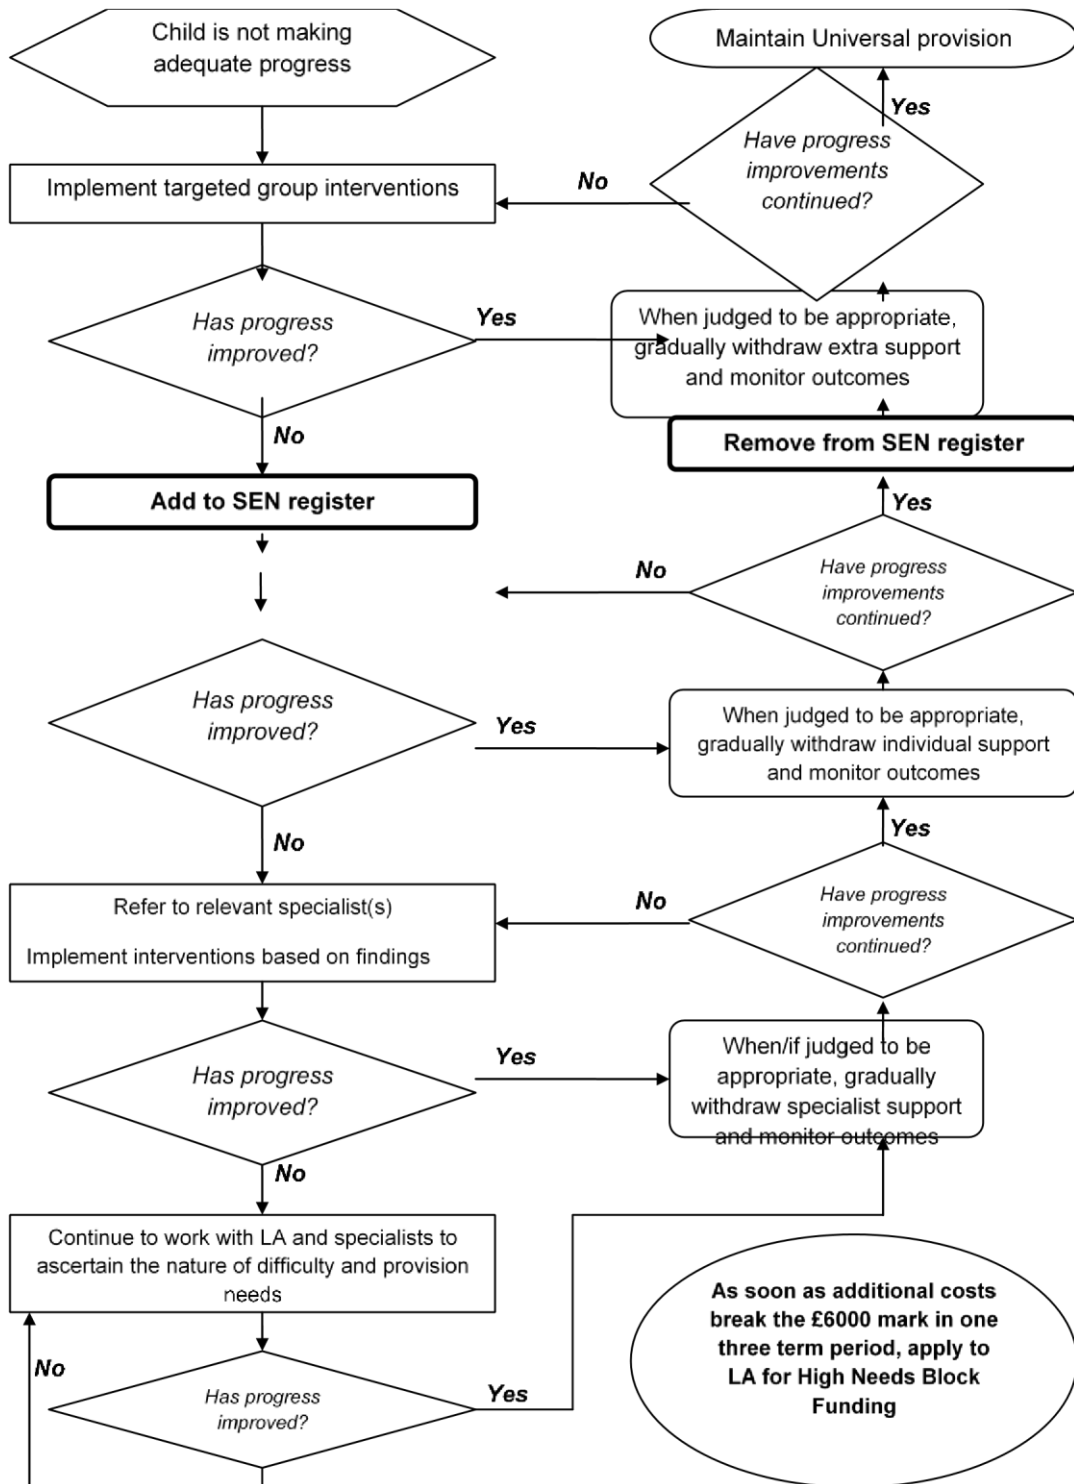 Child is not making
adequate progress
Maintain Universal provision
Yes
Have progress
improvements
continued?
No
Implement targeted group interventions
Has progress
improved?
Yes
When judged to be appropriate,
gradually withdraw extra support
and monitor outcomes
No
Remove from SEN register
Add to SEN register
Yes
No
Have progress
improvements
continued?
Has progress
improved?
Yes
When judged to be appropriate,
gradually withdraw individual support
and monitor outcomes
No
Yes
Refer to relevant specialist(s)
Implement interventions based on findings
No
Have progress
improvements
continued?
Has progress
improved?
Yes
When/if judged to be
appropriate, gradually
withdraw specialist support
and monitor outcomes
No
Continue to work with LA and specialists to
ascertain the nature of difficulty and provision
needs
As soon as additional costs
break the £6000 mark in one
three term period, apply to
LA for High Needs Block
Funding
No
Has progress
improved?
Yes